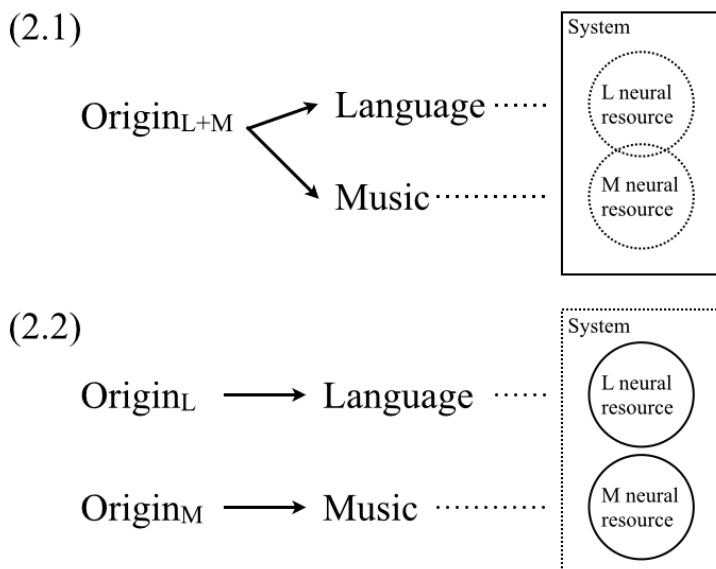 (2.1)
System
Origin_L+M
Language
L neural
resource
Music
M neural
resource
(2.2)
System
Origin_L
Language
L neural
resource
Origin_M
Music
M neural
resource